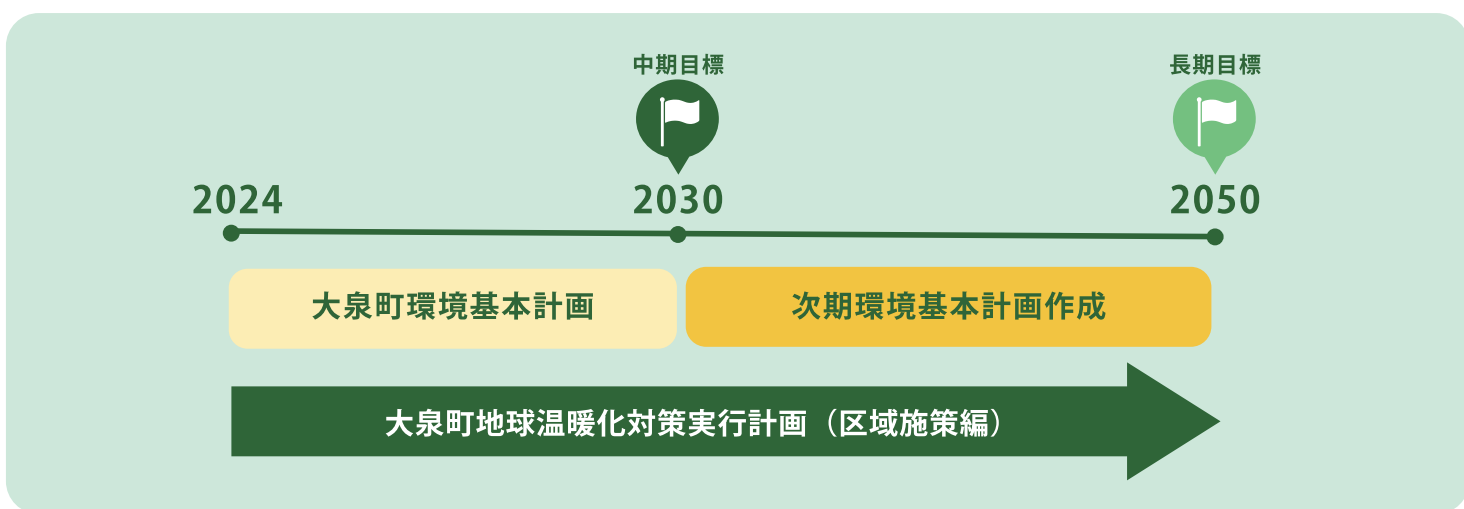 中期目標
長期目標
2024
2030
2050
大泉町環境基本計画
次期環境基本計画作成
大泉町地球温暖化対策実行計画（区域施策編）